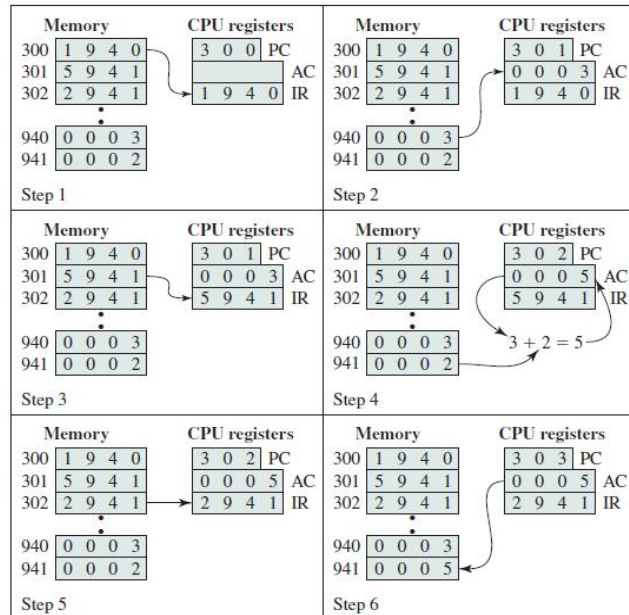 Memory CPU registers
300 1 9 4 0 3 0 0 PC
301 5 9 4 1 AC
302 2 9 4 1 1 9 4 0 IR
940 0 0 0 3
941 0 0 0 2
Step 1
Memory CPU registers
300 1 9 4 0 3 0 1 PC
301 5 9 4 1 0 0 0 3 AC
302 2 9 4 1 1 9 4 0 IR
940 0 0 0 3
941 0 0 0 2
Step 2
Memory CPU registers
300 1 9 4 0 3 0 1 PC
301 5 9 4 1 0 0 0 3 AC
302 2 9 4 1 5 9 4 1 IR
940 0 0 0 3
941 0 0 0 2
Step 3
Memory CPU registers
300 1 9 4 0 3 0 2 PC
301 5 9 4 1 0 0 0 5 AC
302 2 9 4 1 5 9 4 1 IR
940 0 0 0 3 3 + 2 = 5
941 0 0 0 2
Step 4
Memory CPU registers
300 1 9 4 0 3 0 2 PC
301 5 9 4 1 0 0 0 5 AC
302 2 9 4 1 2 9 4 1 IR
940 0 0 0 3
941 0 0 0 2
Step 5
Memory CPU registers
300 1 9 4 0 3 0 3 PC
301 5 9 4 1 0 0 0 5 AC
302 2 9 4 1 2 9 4 1 IR
940 0 0 0 3
941 0 0 0 5
Step 6